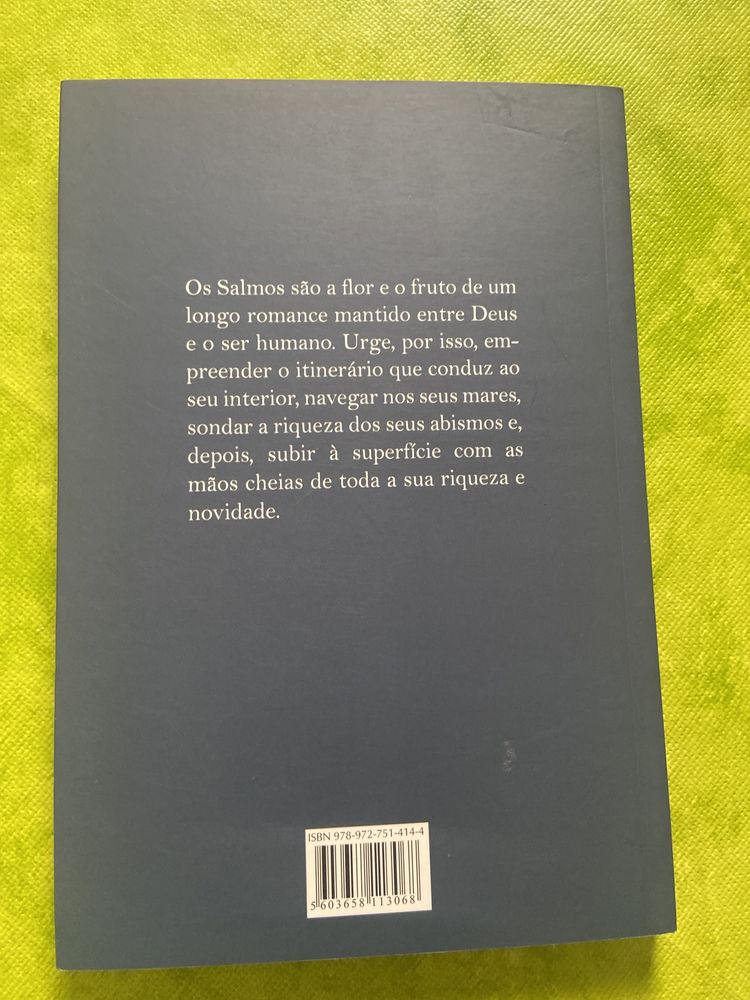 Os Salmos são a flor e o fruto de um
longo romance mantido entre Deus
e o ser humano. Urge, por isso, em-
preender o itinerário que conduz ao
seu interior, navegar nos seus mares,
sondar a riqueza dos seus abismos e,
depois, subir à superfície com as
mãos cheias de toda a sua riqueza e
novidade.
ISBN 978-972-751-414-4
5 603658 113068